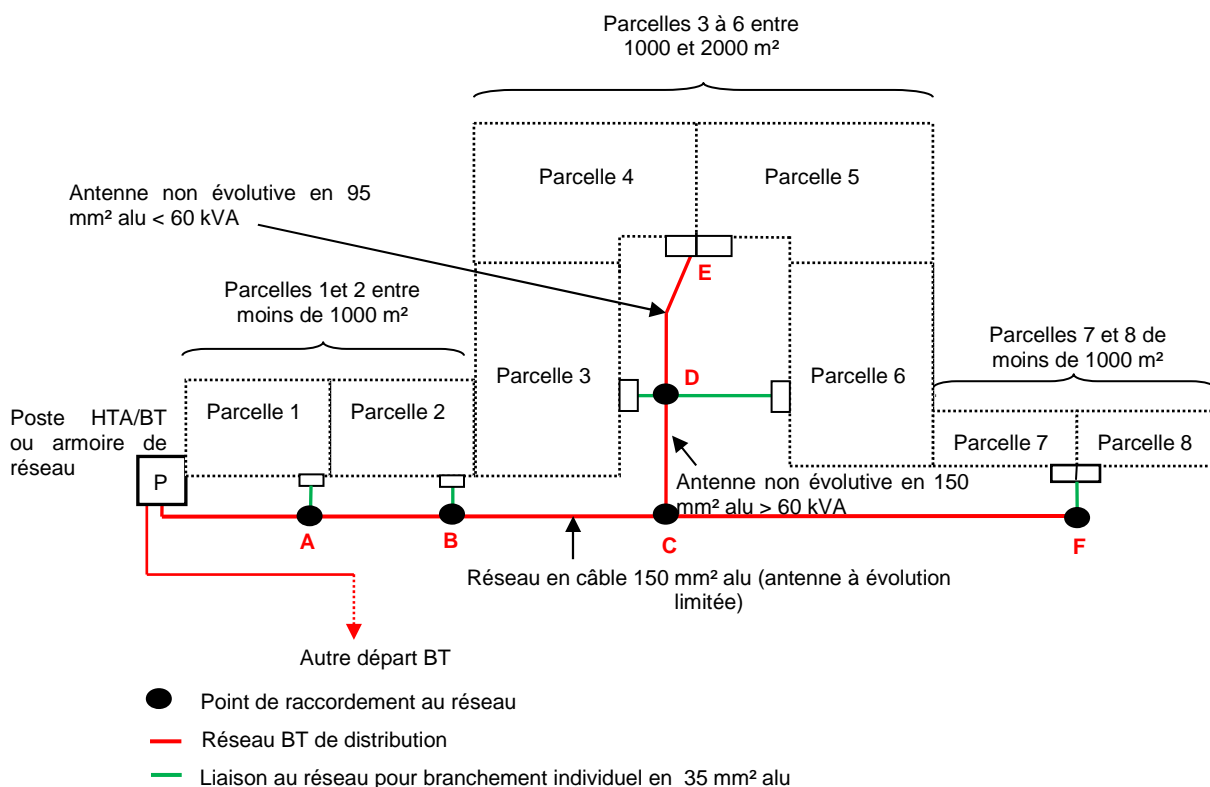 Parcelles 3 à 6 entre
1000 et 2000 m²
Parcelle 4
Parcelle 5
Antenne non évolutive en 95
mm² alu < 60 kVA
E
Parcelles 1et 2 entre
moins de 1000 m²
Parcelles 7 et 8 de
moins de 1000 m²
Parcelle 3
D
Parcelle 6
Poste HTA/BT
ou armoire de
réseau
Parcelle 1
Parcelle 2
Parcelle 7
Parcelle 8
P
Antenne non évolutive en 150
mm² alu > 60 kVA
A
B
C
F
Réseau en câble 150 mm² alu (antenne à évolution
limitée)
Autre départ BT
Point de raccordement au réseau
Réseau BT de distribution
Liaison au réseau pour branchement individuel en 35 mm² alu